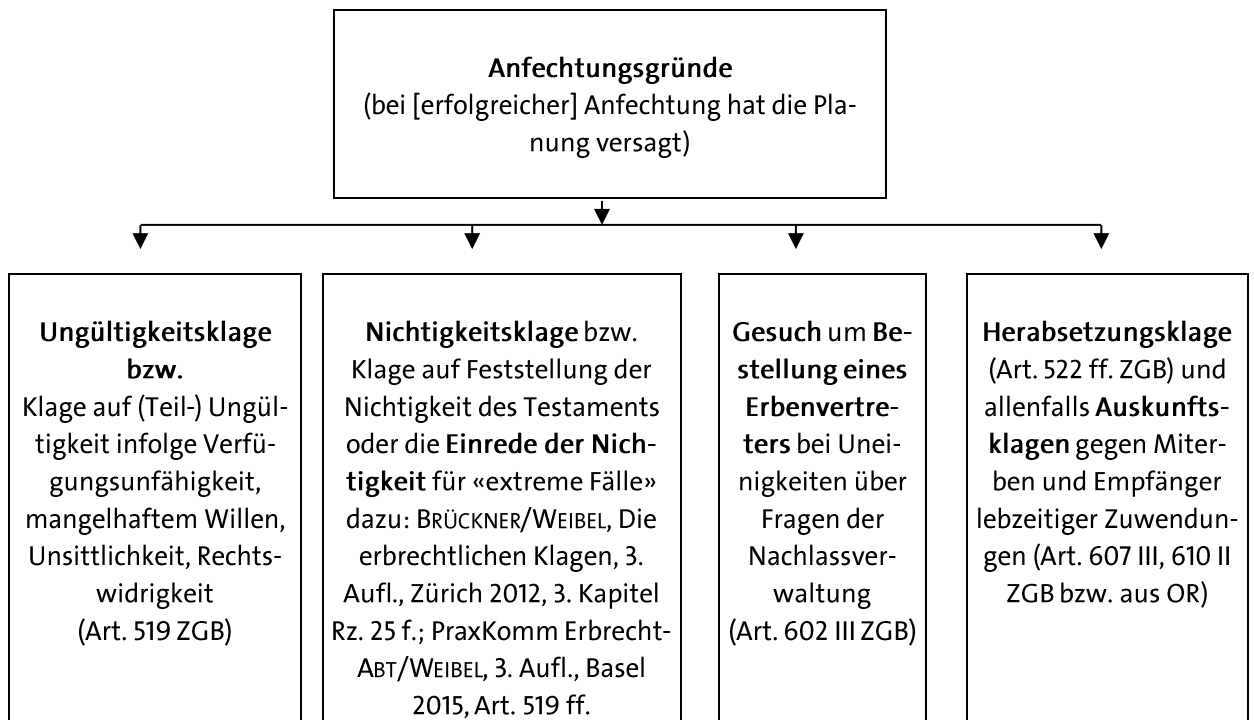 Anfechtungsgründe
(bei [erfolgreicher] Anfechtung hat die Pla-
nung versagt)
Ungültigkeitsklage
bzw.
Klage auf (Teil-) Ungül-
tigkeit infolge Verfü-
gungsunfähigkeit,
mangelhaftem Willen,
Unsittlichkeit, Rechts-
widrigkeit
(Art. 519 ZGB)
Nichtigkeitsklage bzw.
Klage auf Feststellung der
Nichtigkeit des Testaments
oder die Einrede der Nich-
tigkeit für «extreme Fälle»
dazu: BRÜCKNER/WEIBEL, Die
erbrechtlichen Klagen, 3.
Aufl., Zürich 2012, 3. Kapitel
Rz. 25 f.; PraxKomm Erbrecht-
ABT/WEIBEL, 3. Aufl., Basel
2015, Art. 519 ff.
Gesuch um Be-
stellung eines
Erbenvertre-
ters bei Unei-
nigkeiten über
Fragen der
Nachlassver-
waltung
(Art. 602 III ZGB)
Herabsetzungsklage
(Art. 522 ff. ZGB) und
allenfalls Auskunfts-
klagen gegen Miter-
ben und Empfänger
lebzeitiger Zuwendun-
gen (Art. 607 III, 610 II
ZGB bzw. aus OR)